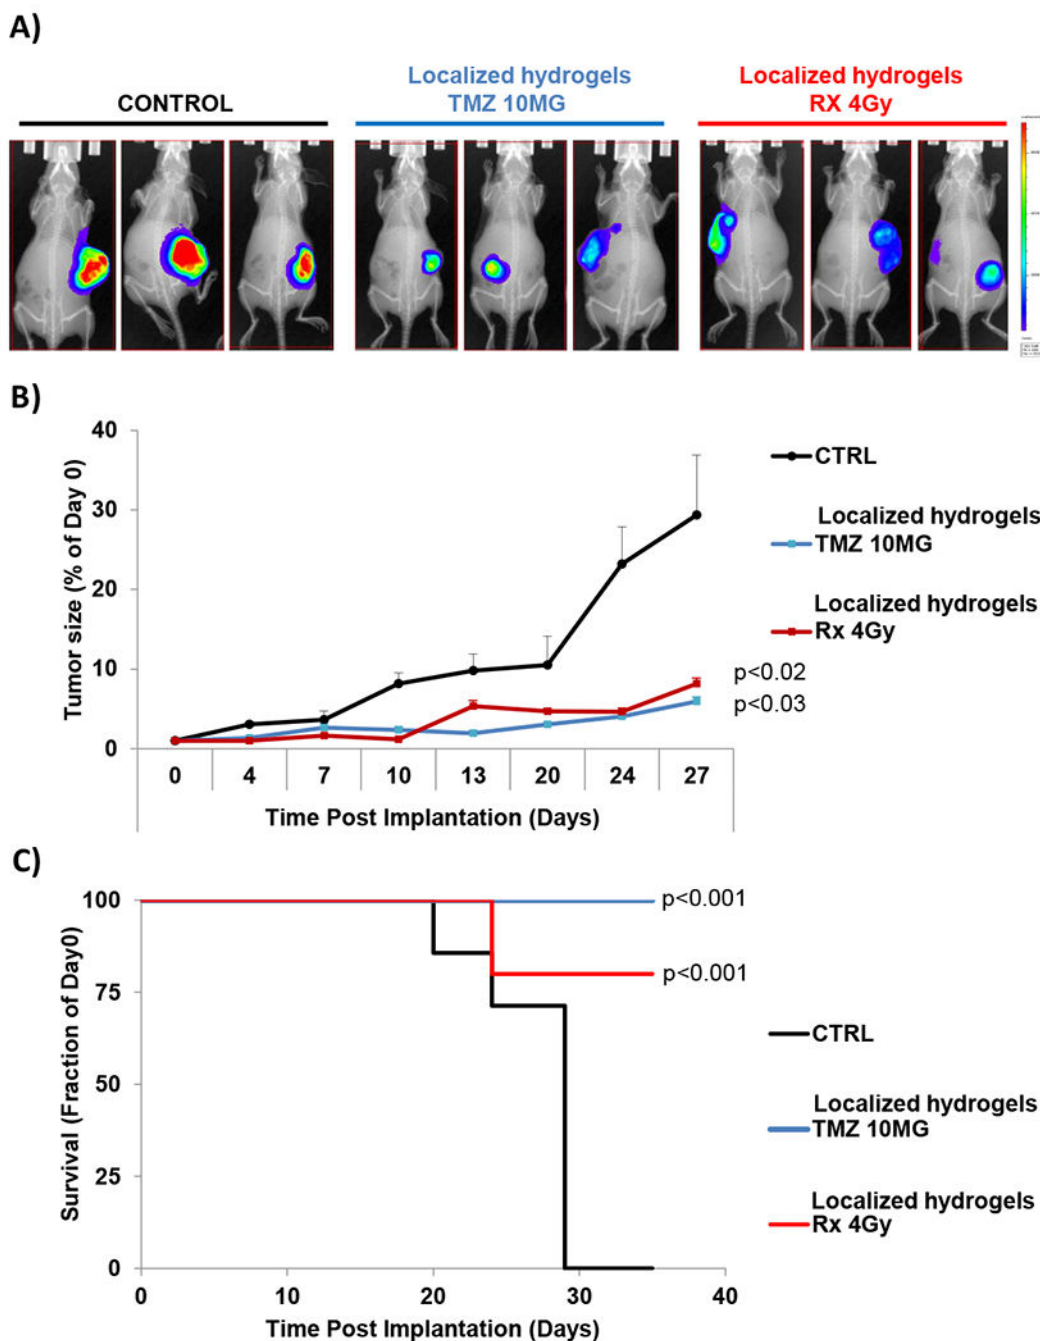 A)
CONTROL
Localized hydrogels
TMZ 10MG
Localized hydrogels
RX 4Gy
B)
Tumor size (% of Day 0)
40
30
20
10
0
0 4 7 10 13 20 24 27
Time Post Implantation (Days)
CTRL
Localized hydrogels
TMZ 10MG
Localized hydrogels
Rx 4Gy
p<0.02
p<0.03
C)
Survival (Fraction of Day0)
100
75
50
25
0
0 10 20 30 40
Time Post Implantation (Days)
p<0.001
p<0.001
CTRL
Localized hydrogels
TMZ 10MG
Localized hydrogels
Rx 4Gy